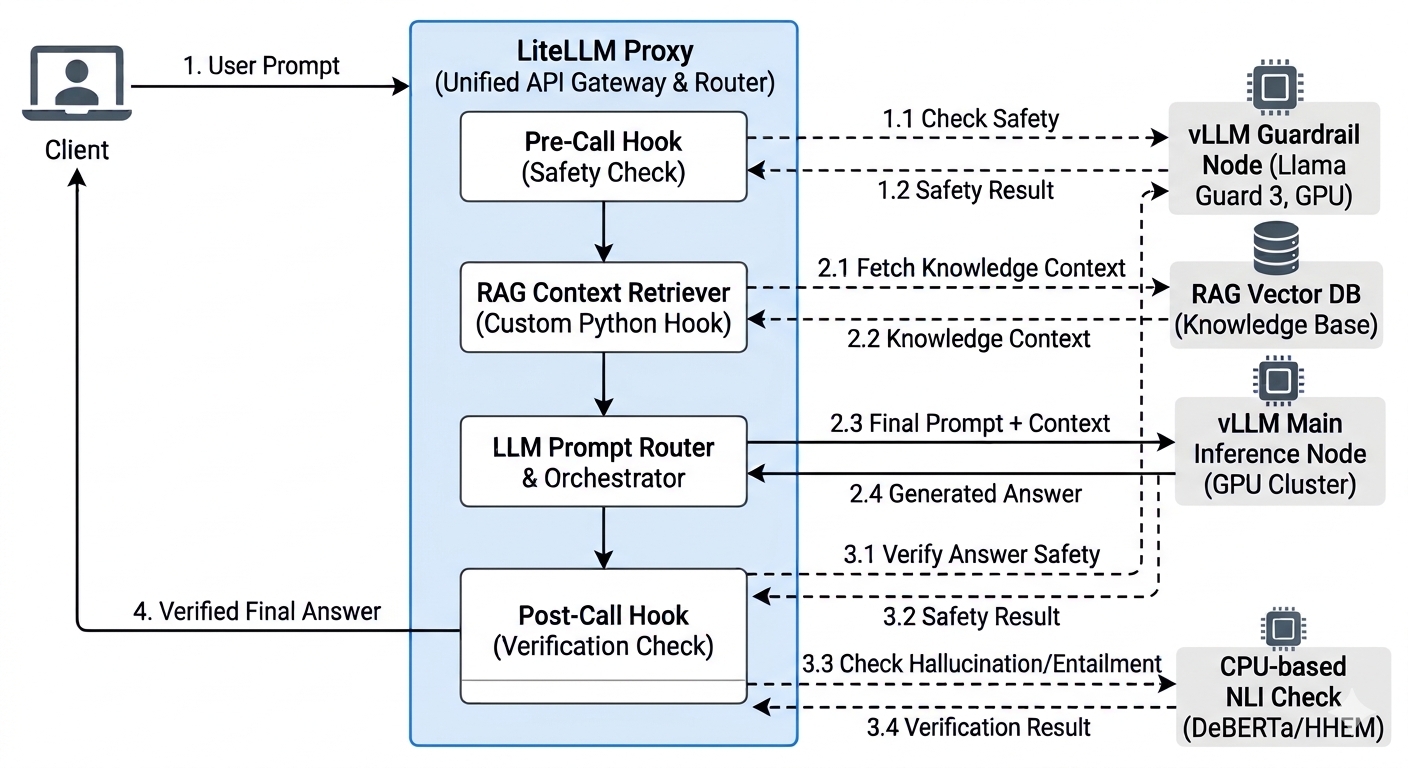 1. User Prompt
Client
LiteLLM Proxy
(Unified API Gateway & Router)
Pre-Call Hook
(Safety Check)
1.1 Check Safety
1.2 Safety Result
vLLM Guardrail
Node (Llama
Guard 3, GPU)
RAG Context Retriever
(Custom Python Hook)
2.1 Fetch Knowledge Context
2.2 Knowledge Context
RAG Vector DB
(Knowledge Base)
LLM Prompt Router
& Orchestrator
2.3 Final Prompt + Context
2.4 Generated Answer
vLLM Main
Inference Node
(GPU Cluster)
Post-Call Hook
(Verification Check)
3.1 Verify Answer Safety
3.2 Safety Result
4. Verified Final Answer
3.3 Check Hallucination/Entailment
3.4 Verification Result
CPU-based
NLI Check
(DeBERTa/HHEM)